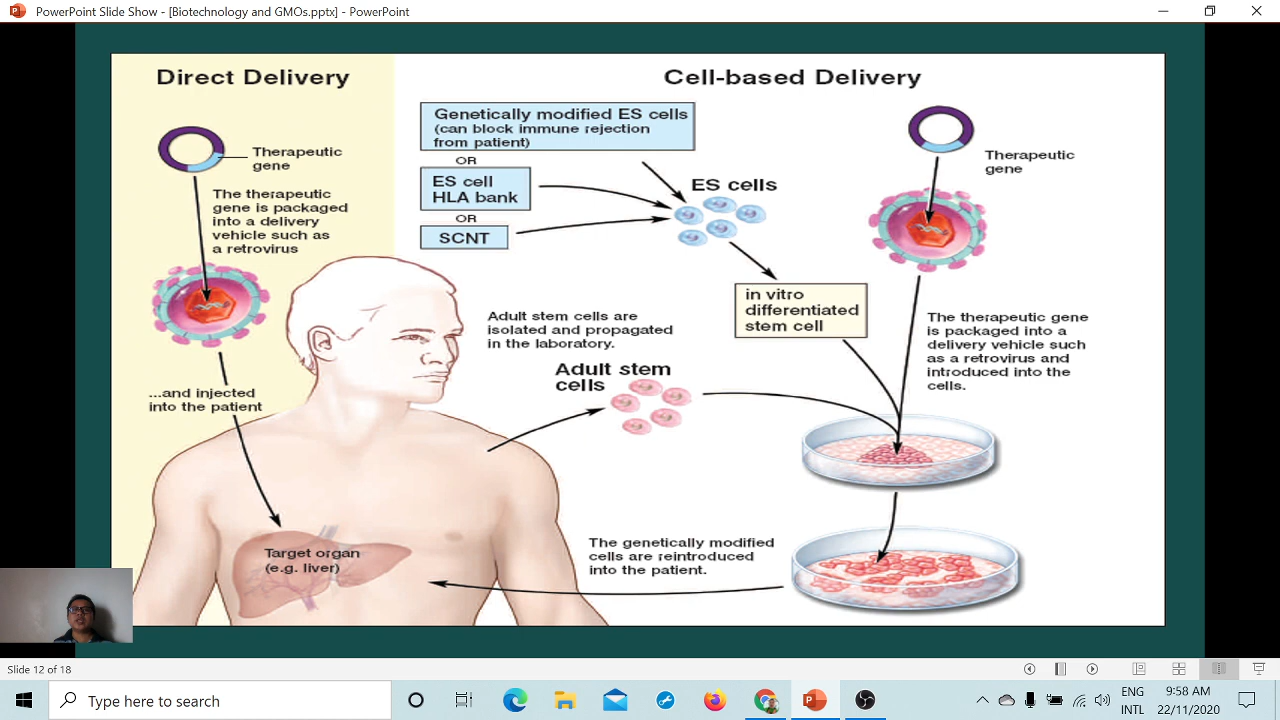 PowerPoint Slide Show - [Biotechnology and GMOs.pptx] - PowerPoint
Direct Delivery
Therapeutic
gene
The therapeutic
gene is packaged
into a delivery
vehicle such as
a retrovirus
...and injected
into the patient
Target organ
(e.g. liver)
Cell-based Delivery
Genetically modified ES cells
(can block immune rejection
from patient)
OR
ES cell
HLA bank
OR
SCNT
ES cells
in vitro
differentiated
stem cell
Adult stem cells are
isolated and propagated
in the laboratory.
Adult stem
cells
Therapeutic
gene
The therapeutic gene
is packaged into a
delivery vehicle such
as a retrovirus and
introduced into the
cells.
The genetically modified
cells are reintroduced
into the patient.
Slide 12 of 18
Type here to search
ENG
INTL
9:58 AM
22/11/2020